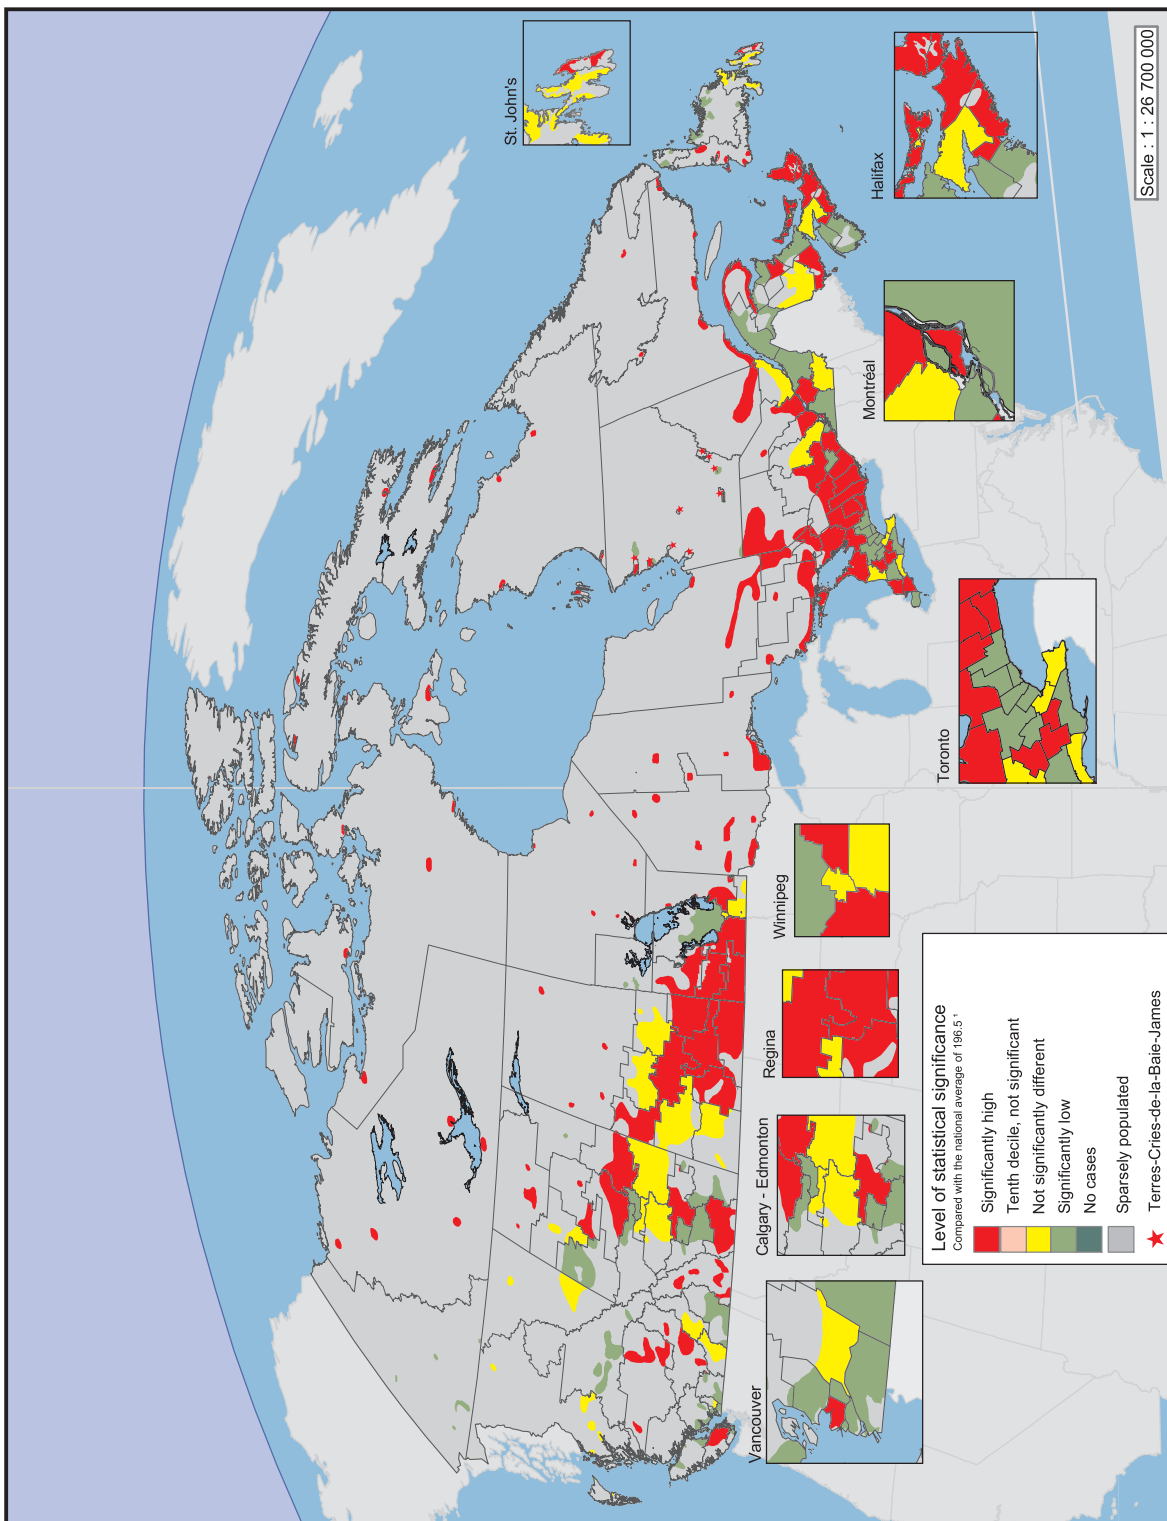 St. John's
Halifax
Montréal
Toronto
Winnipeg
Regina
Calgary - Edmonton
Vancouver
Level of statistical significance
Compared with the national average of 196.5 ¹
Significantly high
Tenth decile, not significant
Not significantly different
Significantly low
No cases
Sparsely populated
Terres-Cries-de-la-Baie-James
Scale : 1 : 26 700 000